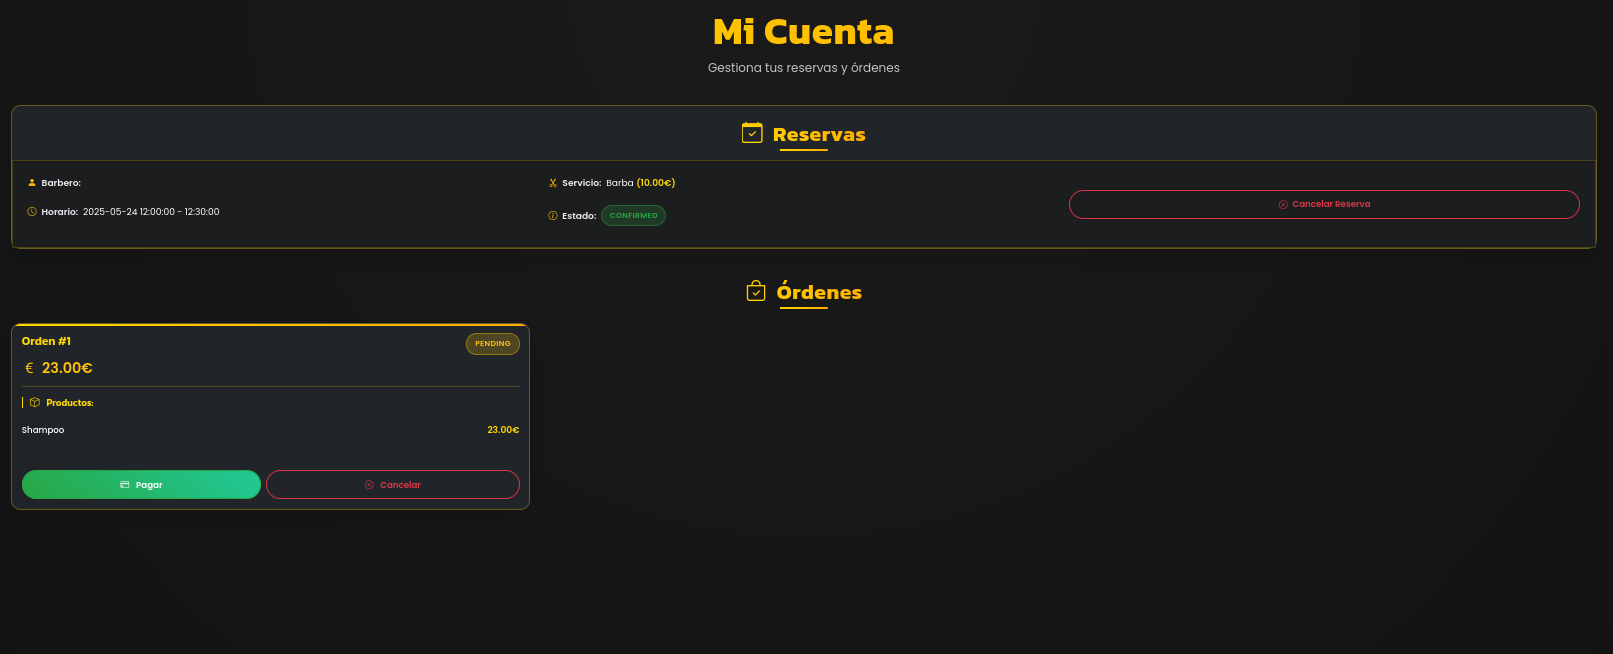 Mi Cuenta
Gestiona tus reservas y órdenes
Reservas
Barbero:
Horario: 2025-05-24 12:00:00 - 12:30:00
Servicio: Barba (10.00€)
Estado: CONFIRMED
Cancelar Reserva
Órdenes
Orden #1
PENDING
€ 23.00€
Productos:
Shampoo 23.00€
Pagar
Cancelar